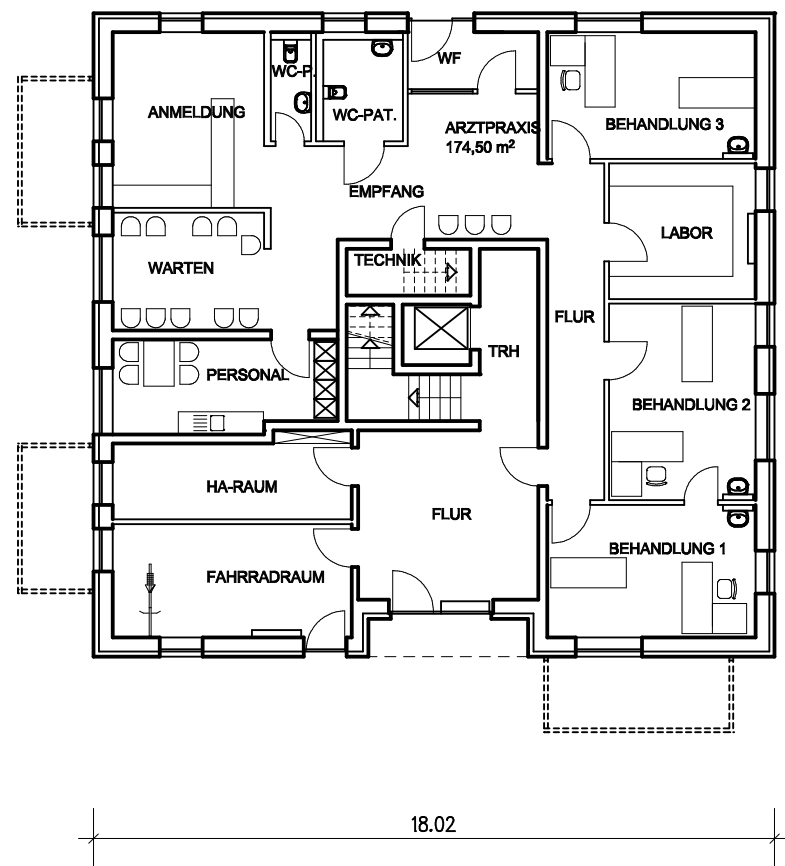 WF
WC-P.
ANMELDUNG
WC-PAT.
ARZTPRAXIS
174,50 m²
BEHANDLUNG 3
EMPFANG
LABOR
TECHNIK
WARTEN
FLUR
TRH
PERSONAL
BEHANDLUNG 2
HA-RAUM
FLUR
BEHANDLUNG 1
FAHRRADRAUM
18.02